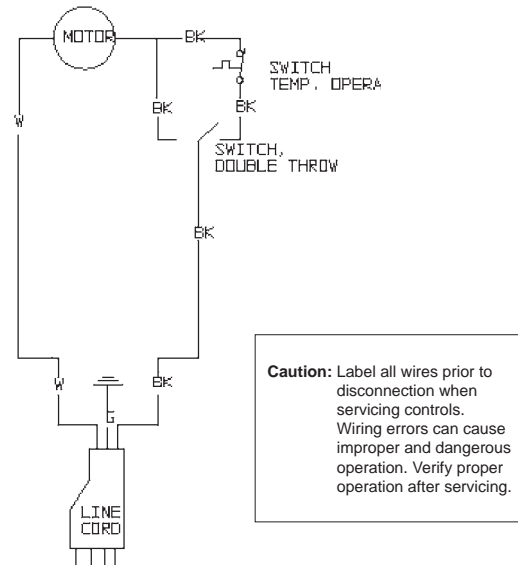 MOTOR
BK
SWITCH
TEMP. OPERA
BK
BK
W
SWITCH,
DOUBLE THROW
BK
Caution: Label all wires prior to
disconnection when
servicing controls.
Wiring errors can cause
improper and dangerous
operation. Verify proper
operation after servicing.
W
BK
G
LINE
CORD